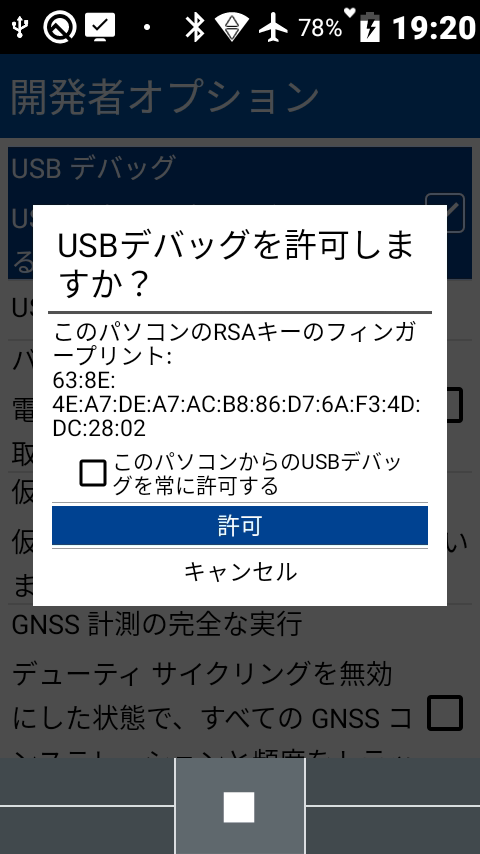 78%
19:20
開発者オプション
USB デバッグ
US
る
USBデバッグを許可しま
すか？
US
このパソコンのRSAキーのフィンガ
ープリント:
63:8E:
4E:A7:DE:A7:AC:B8:86:D7:6A:F3:4D:
DC:28:02
バ
電
取
このパソコンからのUSBデバッ
グを常に許可する
仮
許可
仮
い
キャンセル
ま
GNSS 計測の完全な実行
デューティ サイクリングを無効
にした状態で、すべての GNSS コ